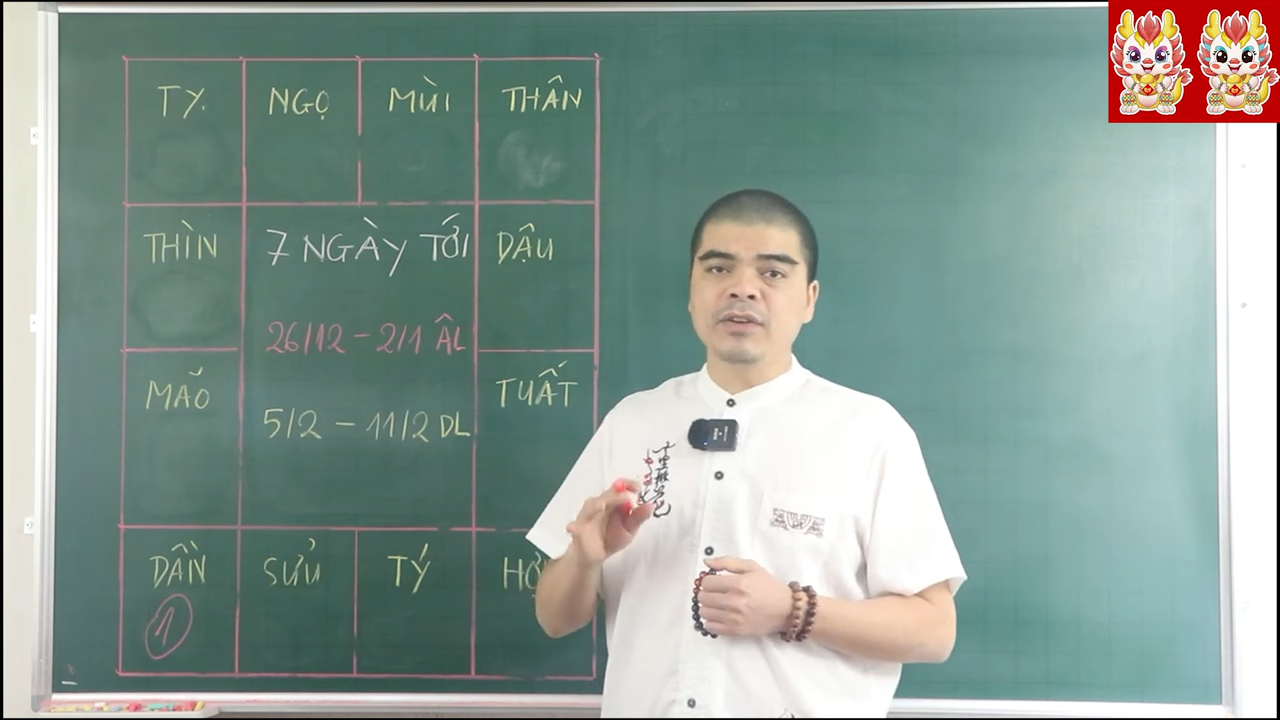 TỴ.
NGỌ
MÙI
THÂN
THÌN
7 NGÀY TỚI
DẬU
26/12 - 2/1 ÂL
MÃO
5/2 - 11/2 DL
TUẤT
DẦN
SỬU
TÝ
1